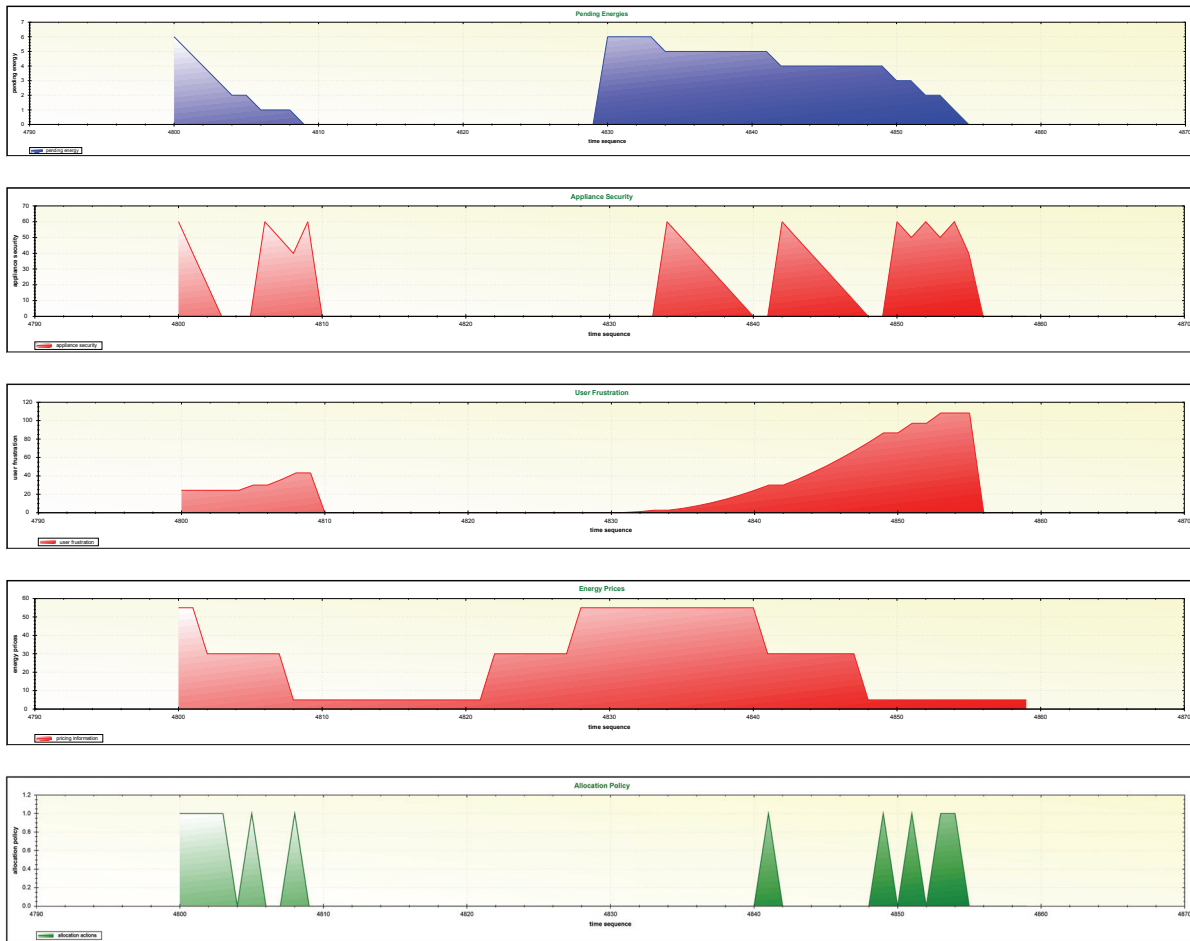 Pending Energies
7
6
5
4
3
2
1
0
pending energy
4790 4800 4810 4820 4830 4840 4850 4860 4870
time sequence
pending energy
Appliance Security
70
60
50
40
30
20
10
0
appliance security
4790 4800 4810 4820 4830 4840 4850 4860 4870
time sequence
appliance security
User Frustration
120
100
80
60
40
20
0
user frustration
4790 4800 4810 4820 4830 4840 4850 4860 4870
time sequence
user frustration
Energy Prices
60
50
40
30
20
10
0
energy prices
4790 4800 4810 4820 4830 4840 4850 4860 4870
time sequence
pricing information
Allocation Policy
1.2
1.0
0.8
0.6
0.4
0.2
0.0
allocation policy
4790 4800 4810 4820 4830 4840 4850 4860 4870
time sequence
allocation actions